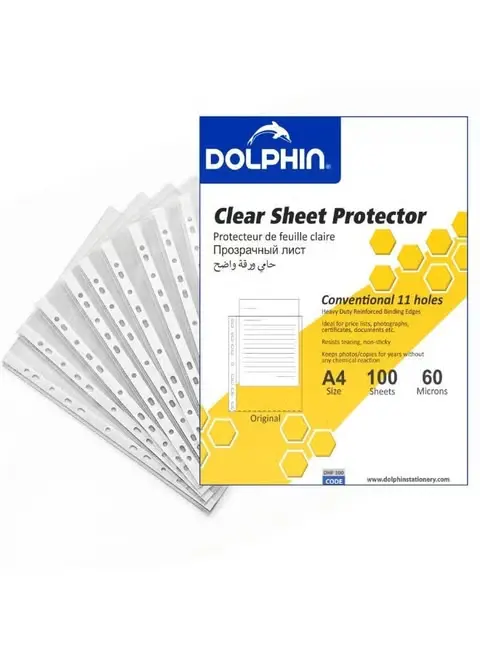 DOLPHIN®
Clear Sheet Protector
Protecteur de feuille claire
Прозрачный лист
حامي ورقة واضح
Conventional 11 holes
Heavy Duty Reinforced Binding Edges
Ideal for price lists, photographs,
certificates, documents etc.
Resists tearing, non-sticky
Keeps photos/copies for years without
any chemical reaction
A4 100 60
Size Sheets Microns
Original
CODE
www.dolphinstationery.com